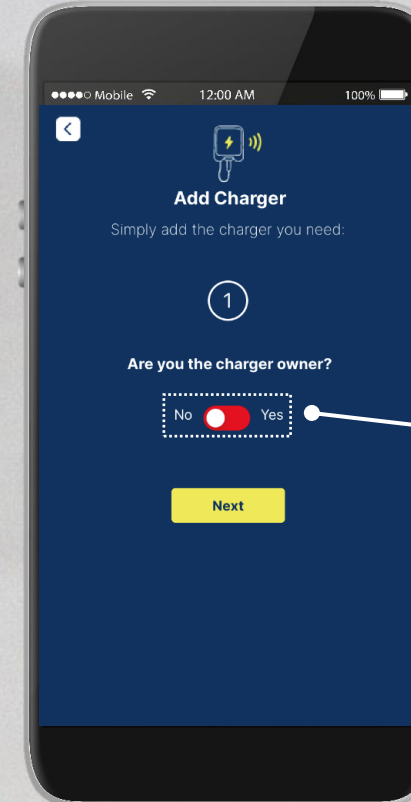 Mobile 12:00 AM 100%
Add Charger
Simply add the charger you need:
1
Are you the charger owner?
No Yes
Next